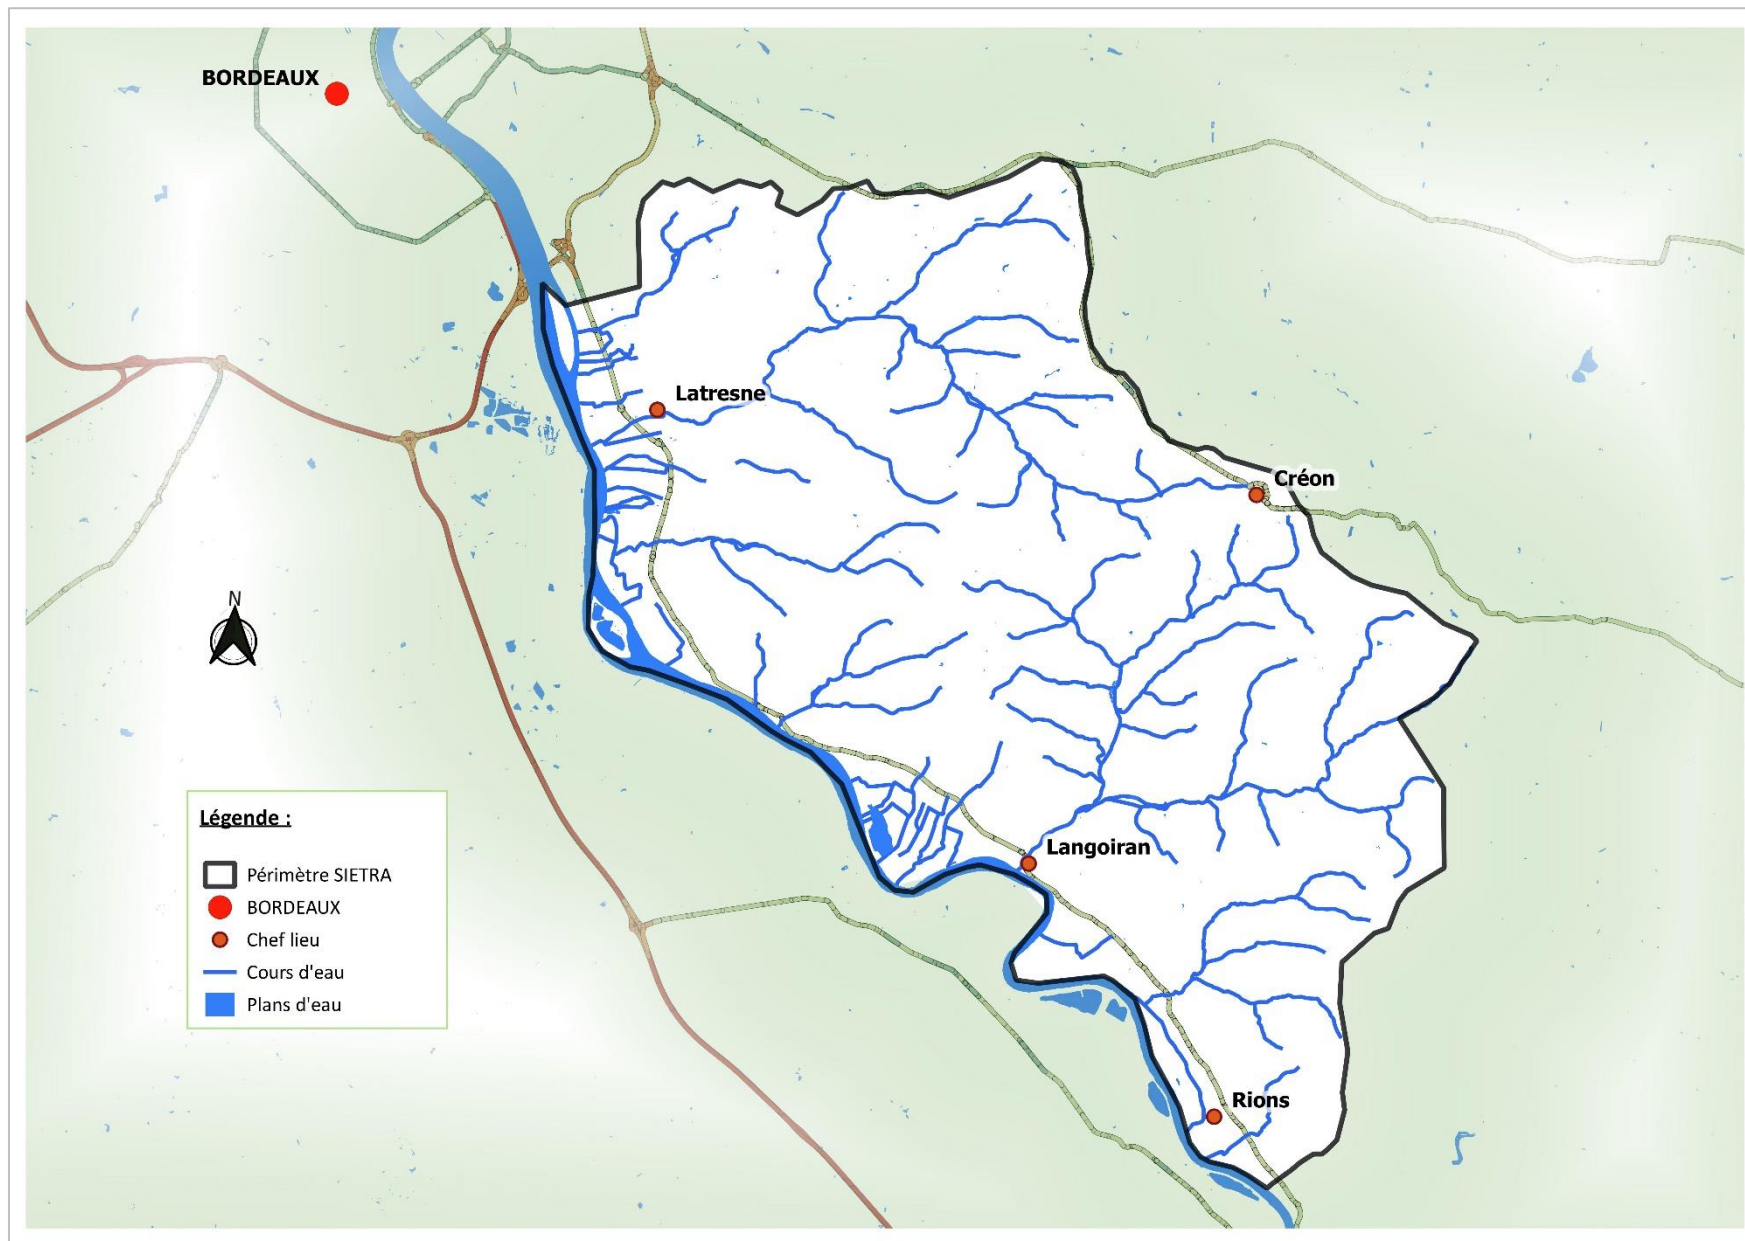 BORDEAUX
Latresne
Créon
N
Langoiran
Rions
Légende :
Périmètre SIETRA
BORDEAUX
Chef lieu
Cours d'eau
Plans d'eau